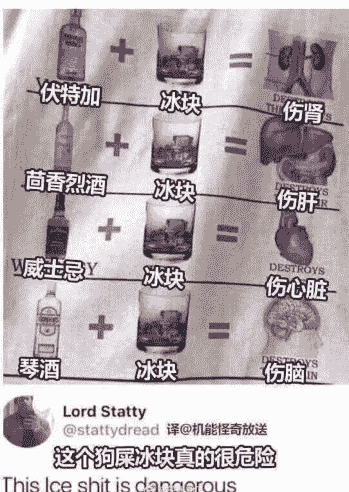 伏特加
冰块
伤肾
茴香烈酒
冰块
伤肝
威士忌
冰块
DESTROYS
伤心脏
琴酒
冰块
伤脑
Lord Statty
@stattydread 译@机能怪奇放送
这个狗屎冰块真的很危险
This Ice shit is dangerous